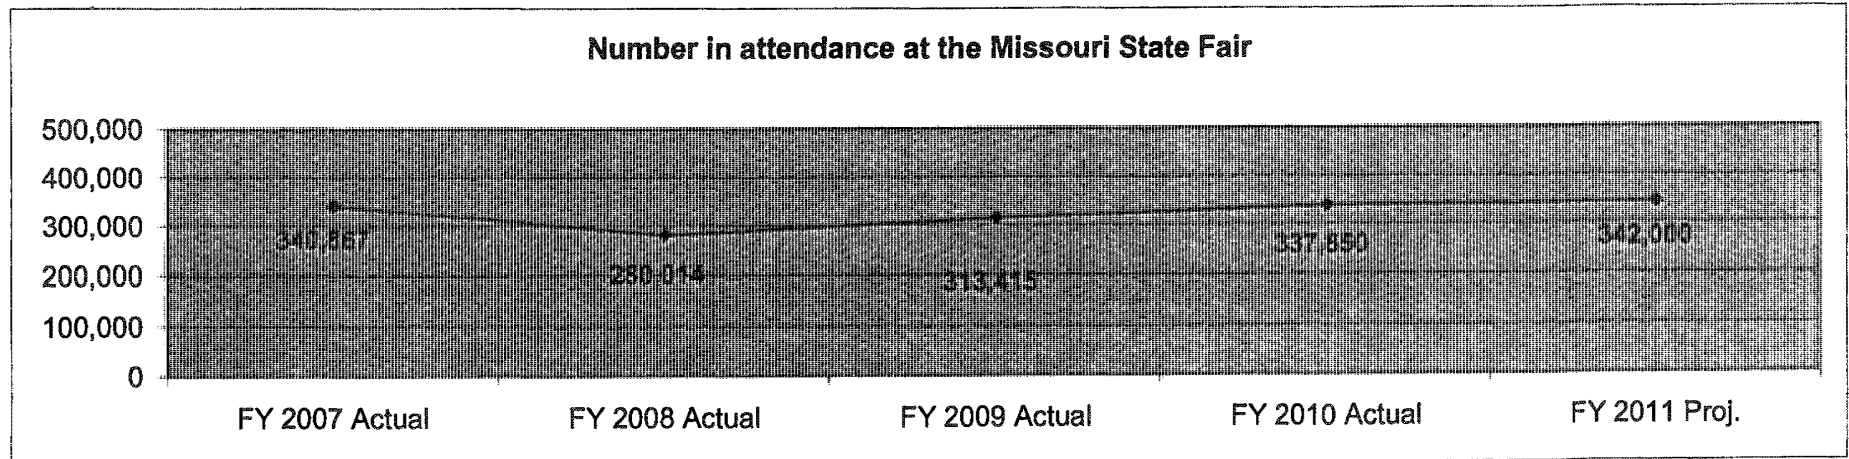 Number in attendance at the Missouri State Fair
500,000
400,000
300,000
200,000
100,000
0
340,867
280,014
313,415
337,850
342,000
FY 2007 Actual
FY 2008 Actual
FY 2009 Actual
FY 2010 Actual
FY 2011 Proj.